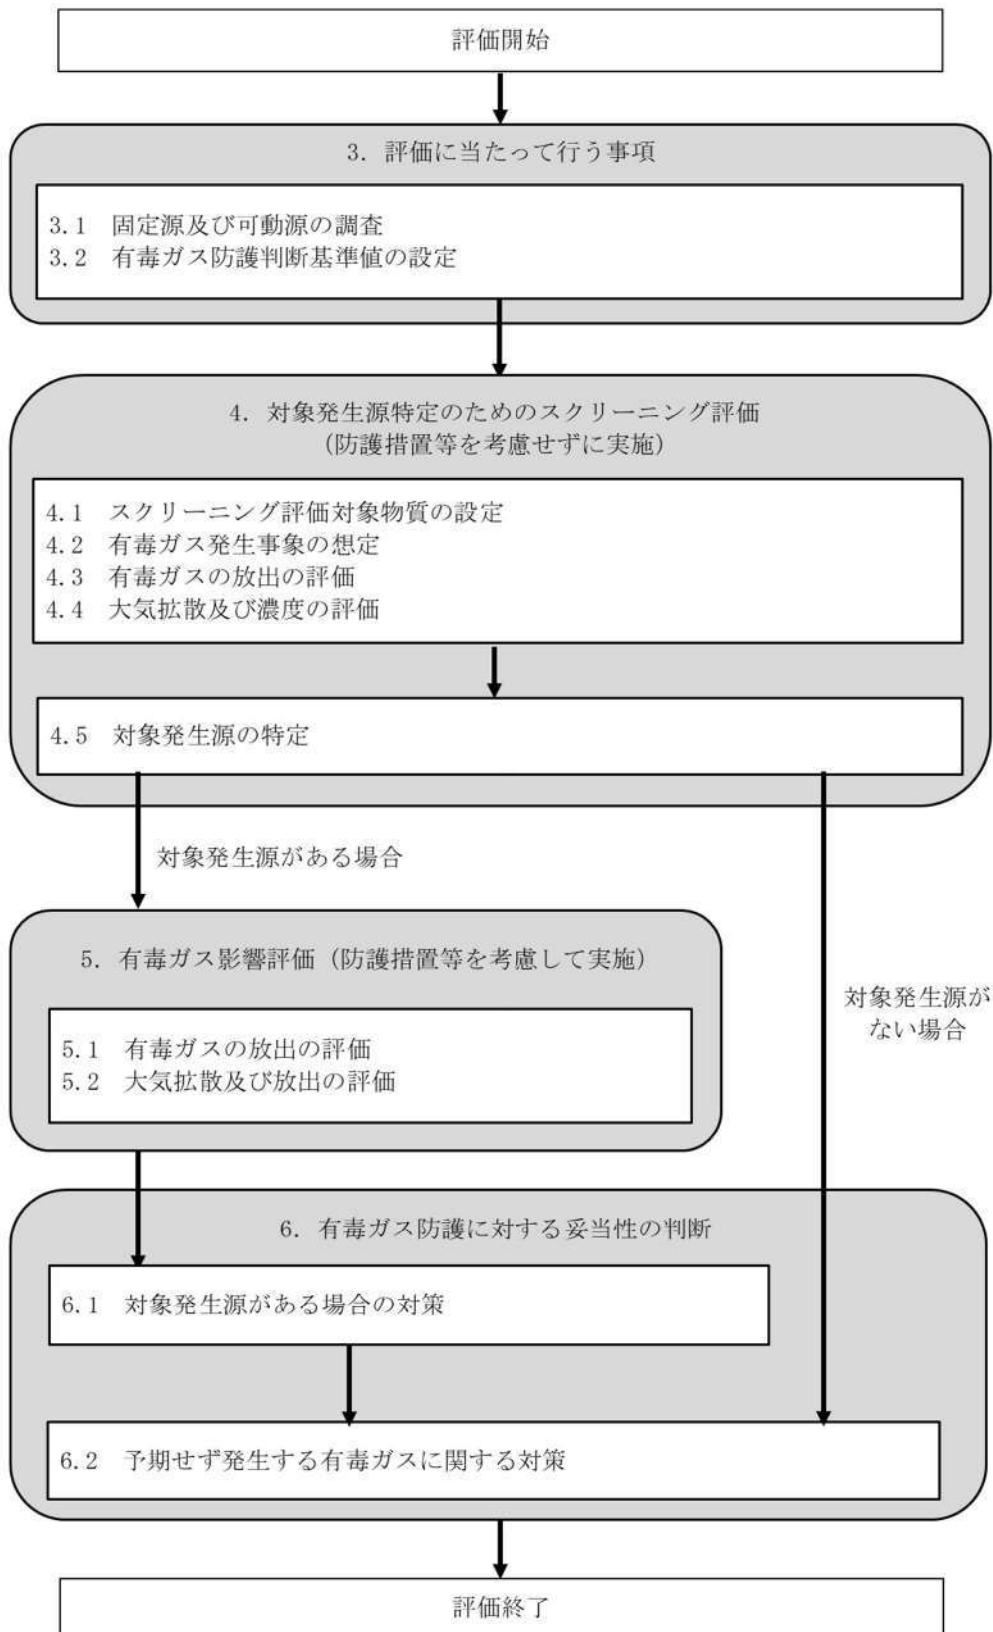 評価開始
3. 評価に当たって行う事項
3.1 固定源及び可動源の調査
3.2 有毒ガス防護判断基準値の設定
4. 対象発生源特定のためのスクリーニング評価
(防護措置等を考慮せずに実施)
4.1 スクリーニング評価対象物質の設定
4.2 有毒ガス発生事象の想定
4.3 有毒ガスの放出の評価
4.4 大気拡散及び濃度の評価
4.5 対象発生源の特定
対象発生源がある場合
5. 有毒ガス影響評価 (防護措置等を考慮して実施)
5.1 有毒ガスの放出の評価
5.2 大気拡散及び放出の評価
対象発生源が
ない場合
6. 有毒ガス防護に対する妥当性の判断
6.1 対象発生源がある場合の対策
6.2 予期せず発生する有毒ガスに関する対策
評価終了